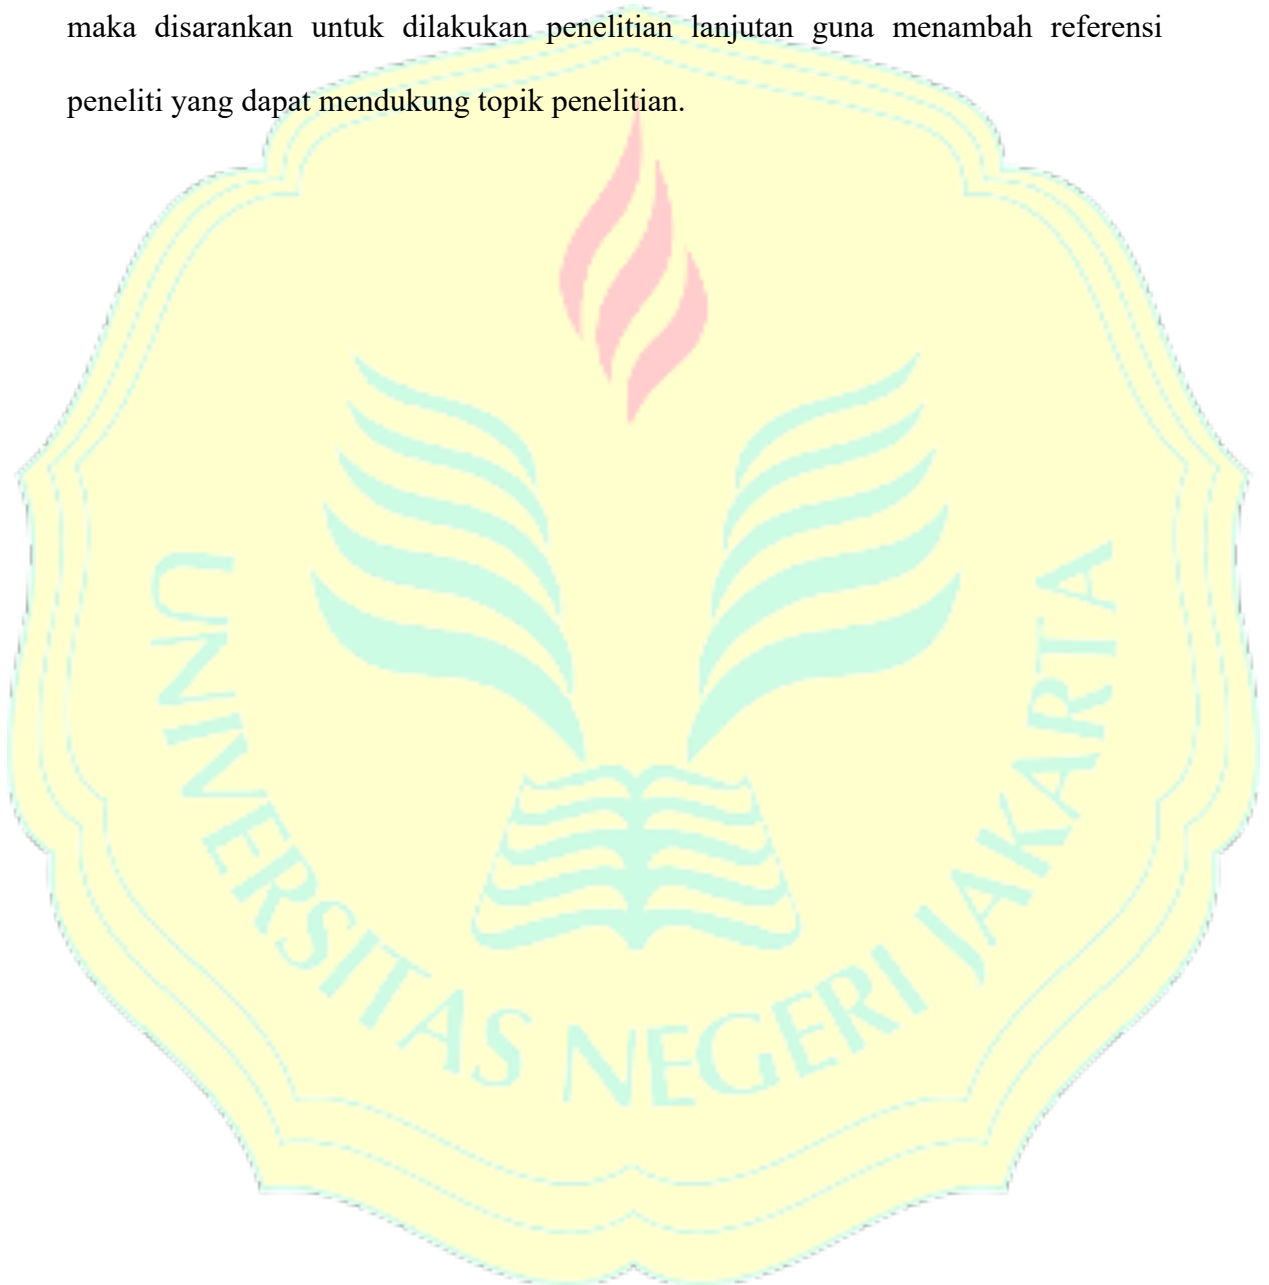 maka disarankan untuk dilakukan penelitian lanjutan guna menambah referensi
peneliti yang dapat mendukung topik penelitian.
UNIVERSITAS NEGERI JAKARTA